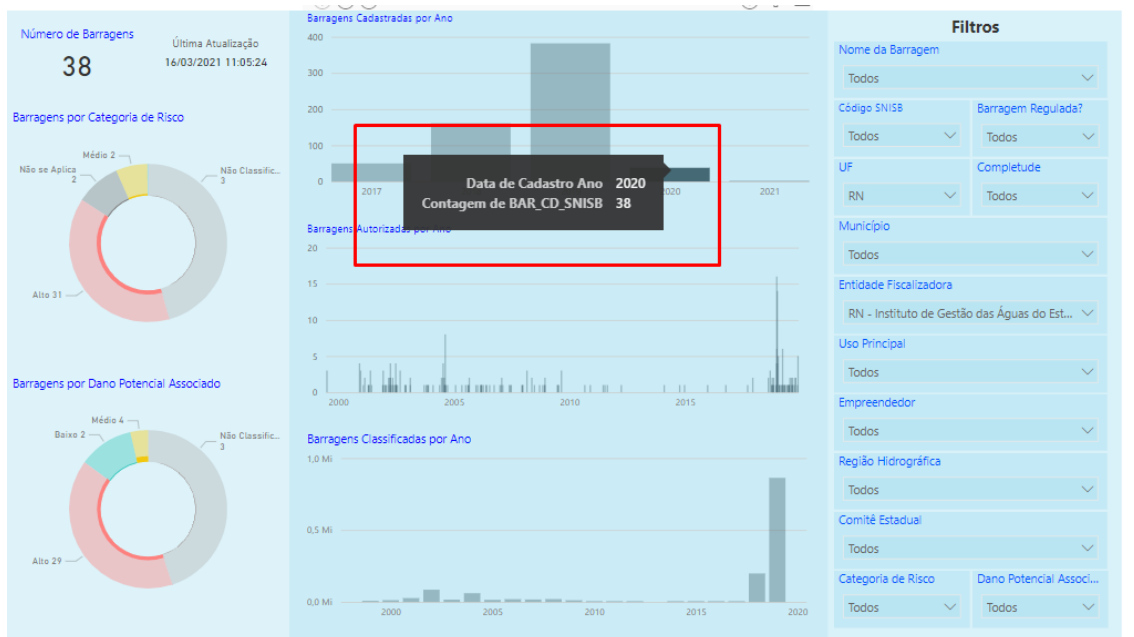 Número de Barragens
38
Última Atualização
16/03/2021 11:05:24
Barragens por Categoria de Risco
Médio 2
Não se Aplica
2
Não Classific...
3
Alto 31
Barragens por Dano Potencial Associado
Médio 4
Baixo 2
Não Classific...
3
Alto 29
Barragens Cadastradas por Ano
400
300
200
100
0
2017
2020
2021
Data de Cadastro Ano 2020
Contagem de BAR_CD_SNISB 38
Barragens Autorizadas por Ano
20
15
10
5
0
2000
2005
2010
2015
Barragens Classificadas por Ano
1,0 Mi
0,5 Mi
0,0 Mi
2000
2005
2010
2015
2020
Filtros
Nome da Barragem
Todos
Código SNISB
Barragem Regulada?
Todos
Todos
UF
Completude
RN
Todos
Município
Todos
Entidade Fiscalizadora
RN - Instituto de Gestão das Águas do Est...
Uso Principal
Todos
Empreendedor
Todos
Região Hidrográfica
Todos
Comitê Estadual
Todos
Categoria de Risco
Dano Potencial Associ...
Todos
Todos